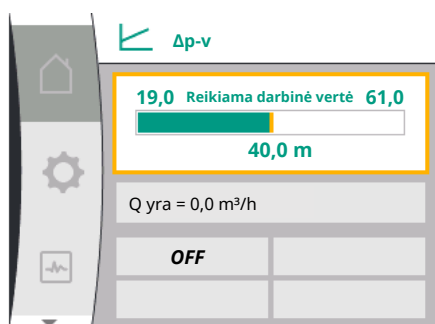 Δp-v
19,0 Reikiama darbinė vertė 61,0
40,0 m
Q yra = 0,0 m³/h
OFF